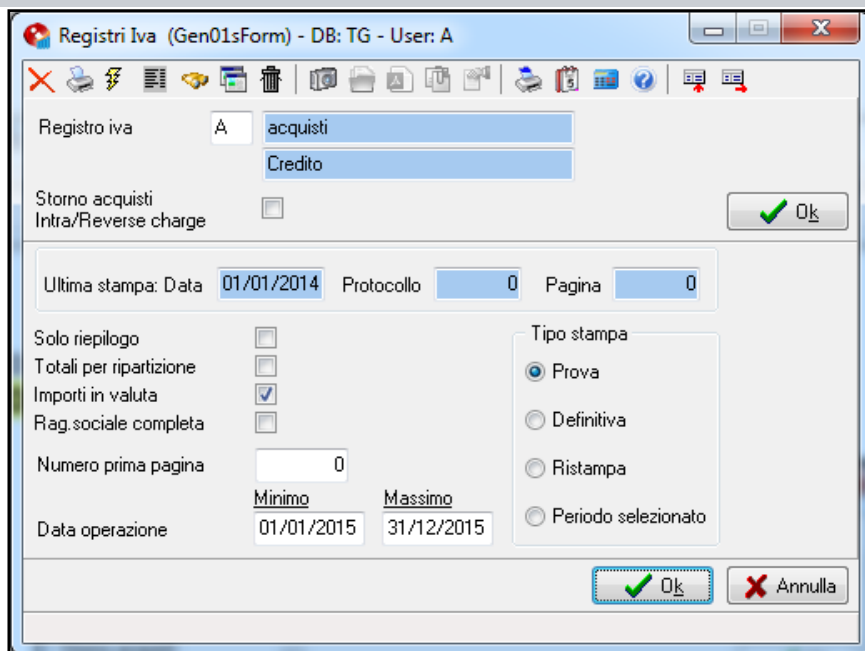 Registri Iva (Gen01sForm) - DB: TG - User: A
Registro iva A acquisti
Credito
Storno acquisti
Intra/Reverse charge
Ok
Ultima stampa: Data 01/01/2014 Protocollo 0 Pagina 0
Solo riepilogo
Totali per ripartizione
Importi in valuta
Rag.sociale completa
Numero prima pagina 0
Minimo Massimo
Data operazione 01/01/2015 31/12/2015
Tipo stampa
Prova
Definitiva
Ristampa
Periodo selezionato
Ok Annulla